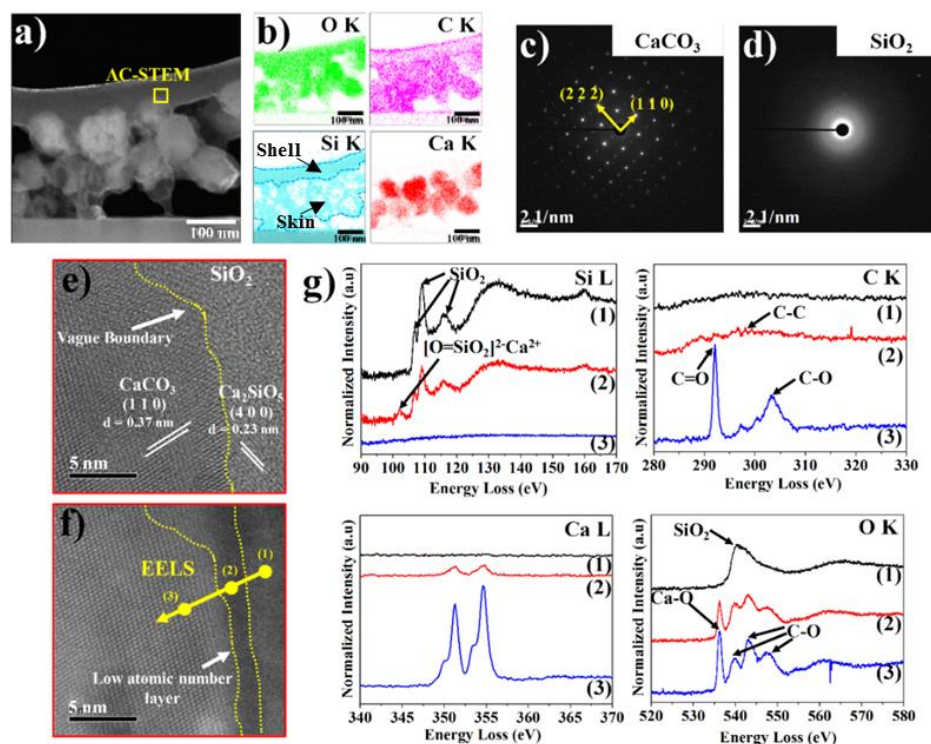 a)
AC-STEM
100 nm
b)
O K
100 nm
C K
100 nm
Si K
Shell
Skin
100 nm
Ca K
100 nm
c)
CaCO₃
(2 2 2̄)
(1 1 0)
2 1/nm
d)
SiO₂
2 1/nm
e)
SiO₂
Vague Boundary
CaCO₃
(1 1 0)
d = 0.37 nm
Ca₂SiO₅
(4 0 0)
d = 0.23 nm
5 nm
f)
EELS
(1)
(2)
(3)
Low atomic number
layer
5 nm
g)
Normalized Intensity (a.u)
Si L
SiO₂
(1)
[O=SiO₂]²⁻Ca²⁺
(2)
(3)
90 100 110 120 130 140 150 160 170
Energy Loss (eV)
Normalized Intensity (a.u)
C K
(1)
C-C
(2)
C=O
C-O
(3)
280 290 300 310 320 330
Energy Loss (eV)
Normalized Intensity (a.u)
Ca L
(1)
(2)
(3)
340 345 350 355 360 365 370
Energy Loss (eV)
Normalized Intensity (a.u)
O K
SiO₂
(1)
Ca-O
(2)
C-O
(3)
520 530 540 550 560 570 580
Energy Loss (eV)